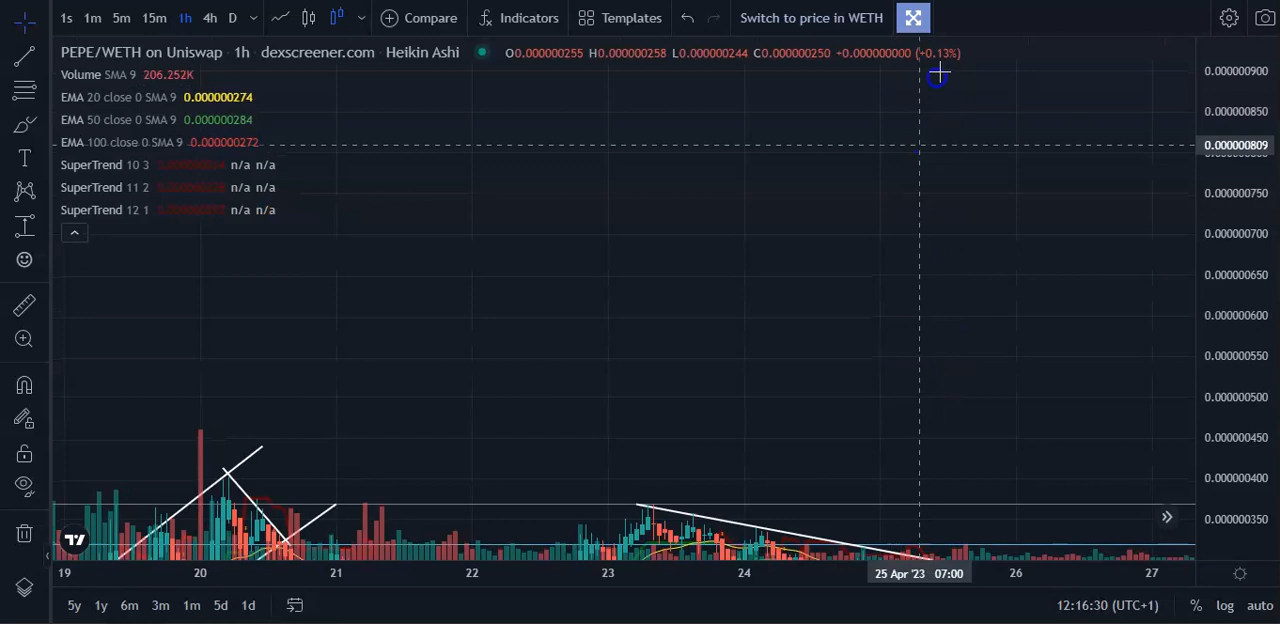 1s 1m 5m 15m 1h 4h D Compare Indicators Templates Switch to price in WETH
PEPE/WETH on Uniswap · 1h · dexscreener.com · Heikin Ashi O0.000000255 H0.000000258 L0.000000244 C0.000000250 +0.000000000 (+0.13%)
Volume SMA 9 206.252K
EMA 20 close 0 SMA 9 0.000000274
EMA 50 close 0 SMA 9 0.000000284
EMA 100 close 0 SMA 9 0.000000272
SuperTrend 10 3 n/a n/a
SuperTrend 11 2 n/a n/a
SuperTrend 12 1 n/a n/a
0.000000900
0.000000850
0.000000809
0.000000750
0.000000700
0.000000650
0.000000600
0.000000550
0.000000500
0.000000450
0.000000400
0.000000350
19 20 21 22 23 24 25 Apr '23 07:00 26 27
5y 1y 6m 3m 1m 5d 1d 12:16:30 (UTC+1) % log auto